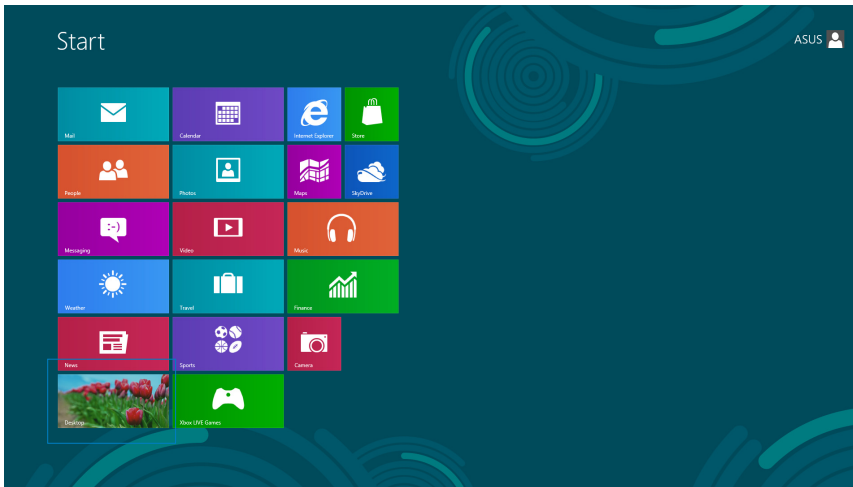 Start
ASUS
Mail
Calendar
Internet Explorer
Store
People
Photos
Maps
SkyDrive
Messaging
:-)
Video
Music
Weather
Travel
Finance
News
Sports
Camera
Desktop
Xbox LIVE Games